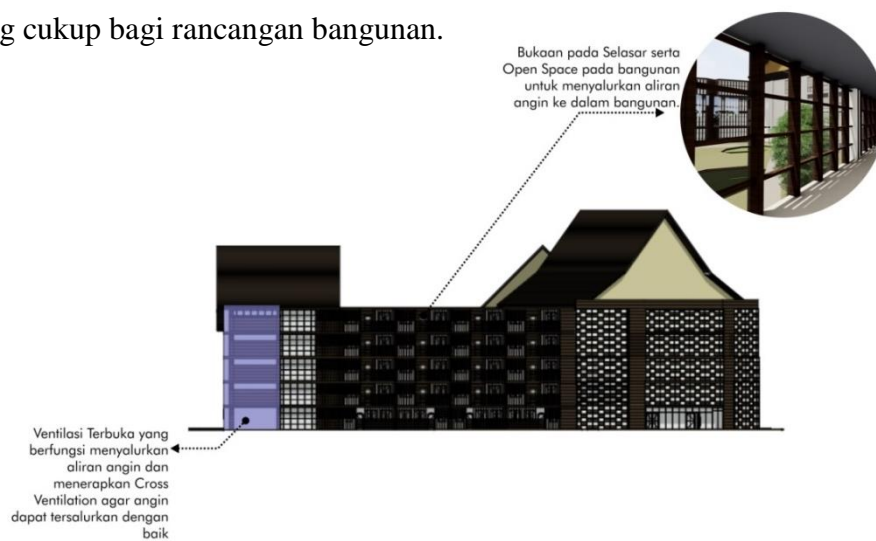 g cukup bagi rancangan bangunan.
Bukaan pada Selasar serta
Open Space pada bangunan
untuk menyalurkan aliran
angin ke dalam bangunan.
Ventilasi Terbuka yang
berfungsi menyalurkan
aliran angin dan
menerapkan Cross
Ventilation agar angin
dapat tersalurkan dengan
baik